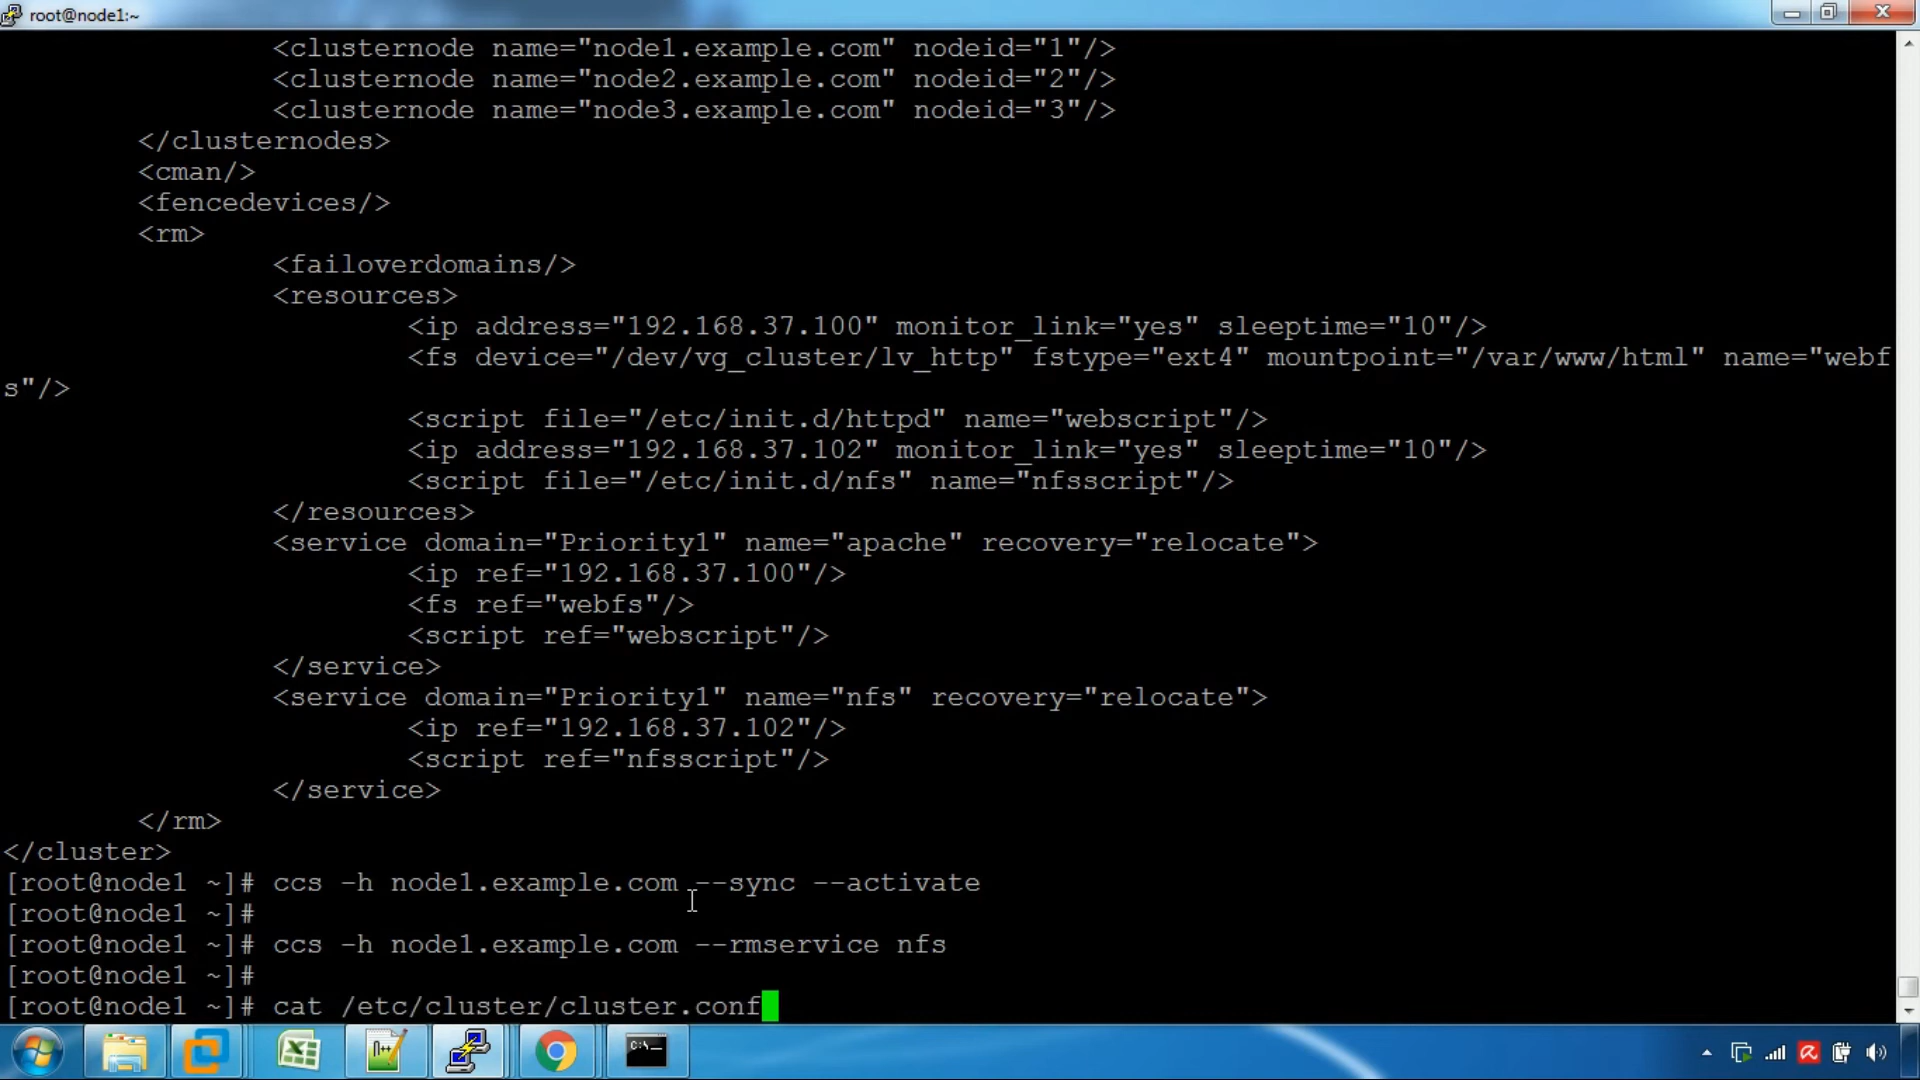 root@node1:~
<clusternode name="node1.example.com" nodeid="1"/>
<clusternode name="node2.example.com" nodeid="2"/>
<clusternode name="node3.example.com" nodeid="3"/>
</clusternodes>
<cman/>
<fencedevices/>
<rm>
<failoverdomains/>
<resources>
<ip address="192.168.37.100" monitor_link="yes" sleeptime="10"/>
<fs device="/dev/vg_cluster/lv_http" fstype="ext4" mountpoint="/var/www/html" name="webf
s"/>
<script file="/etc/init.d/httpd" name="webscript"/>
<ip address="192.168.37.102" monitor_link="yes" sleeptime="10"/>
<script file="/etc/init.d/nfs" name="nfsscript"/>
</resources>
<service domain="Priority1" name="apache" recovery="relocate">
<ip ref="192.168.37.100"/>
<fs ref="webfs"/>
<script ref="webscript"/>
</service>
<service domain="Priority1" name="nfs" recovery="relocate">
<ip ref="192.168.37.102"/>
<script ref="nfsscript"/>
</service>
</rm>
</cluster>
[root@node1 ~]# ccs -h node1.example.com --sync --activate
[root@node1 ~]#
[root@node1 ~]# ccs -h node1.example.com --rmservice nfs
[root@node1 ~]#
[root@node1 ~]# cat /etc/cluster/cluster.conf
C:\_